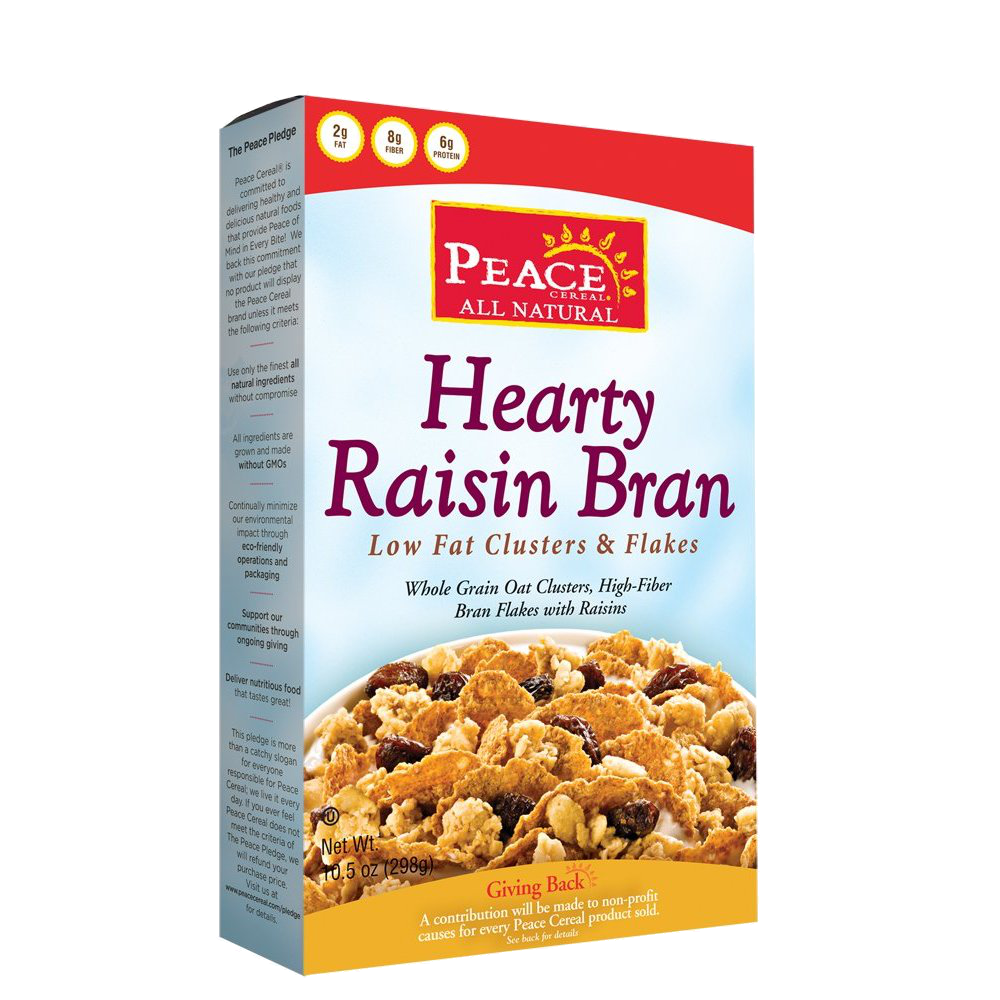 The Peace Pledge
Peace Cereal® is
committed to
delivering healthy and
delicious natural foods
that provide Peace of
Mind in Every Bite! We
back this commitment
with our pledge that
no product will display
the Peace Cereal
brand unless it meets
the following criteria:
Use only the finest all
natural ingredients
without compromise
All ingredients are
grown and made
without GMOs
Continually minimize
our environmental
impact through
eco-friendly
operations and
packaging
Support our
communities through
ongoing giving
Deliver nutritious food
that tastes great!
This pledge is more
than a catchy slogan
for everyone
responsible for Peace
Cereal; we live it every
day. If you ever feel
Peace Cereal does not
meet the criteria of
The Peace Pledge, we
will refund your
purchase price.
Visit us at
www.peacecereal.com/pledge
for details.
2g
FAT
8g
FIBER
6g
PROTEIN
PEACE
CEREAL®
ALL NATURAL
Hearty
Raisin Bran
Low Fat Clusters & Flakes
Whole Grain Oat Clusters, High-Fiber
Bran Flakes with Raisins
U
Net Wt.
10.5 oz (298g)
Giving Back
A contribution will be made to non-profit
causes for every Peace Cereal product sold.
See back for details